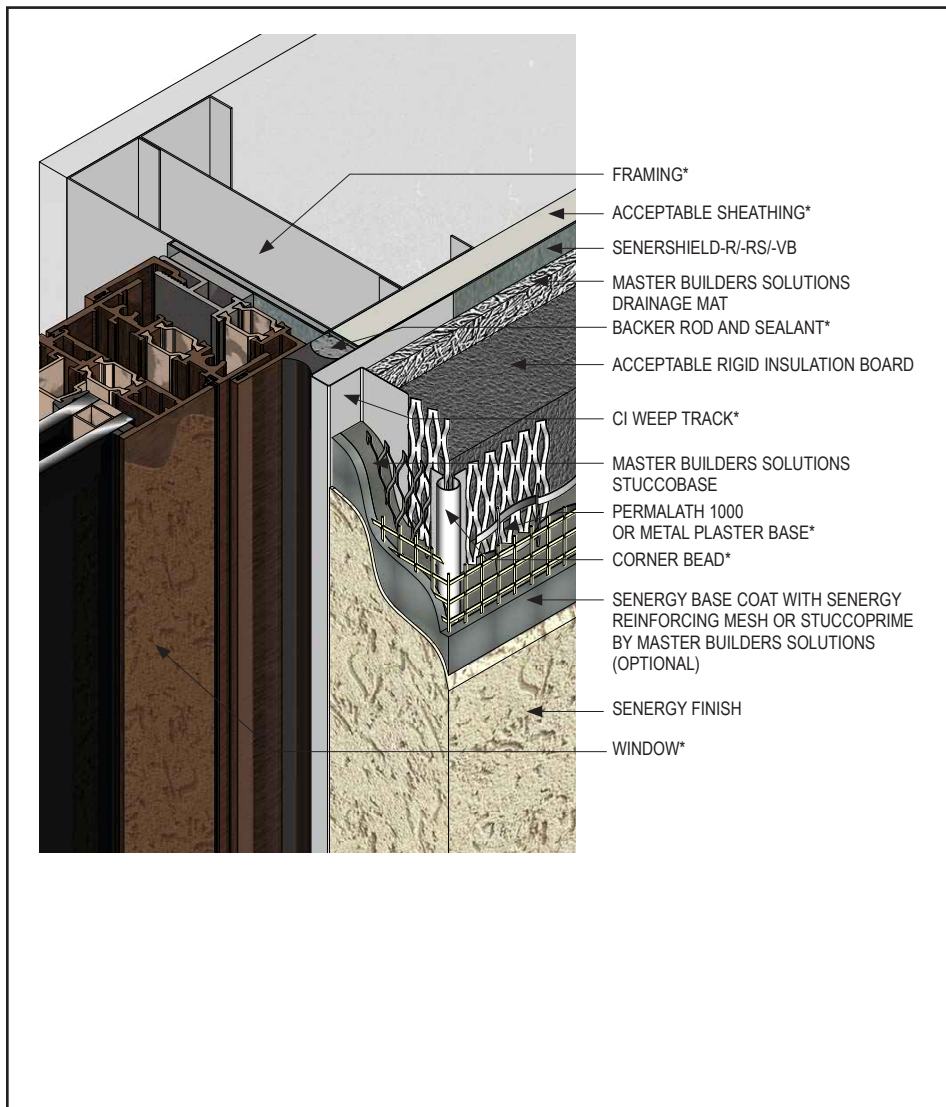 FRAMING*
ACCEPTABLE SHEATHING*
SENERSHIELD-R/-RS/-VB
MASTER BUILDERS SOLUTIONS
DRAINAGE MAT
BACKER ROD AND SEALANT*
ACCEPTABLE RIGID INSULATION BOARD
CI WEEP TRACK*
MASTER BUILDERS SOLUTIONS
STUCCOBASE
PERMALATH 1000
OR METAL PLASTER BASE*
CORNER BEAD*
SENERGY BASE COAT WITH SENERGY
REINFORCING MESH OR STUCCOPRIME
BY MASTER BUILDERS SOLUTIONS
(OPTIONAL)
SENERGY FINISH
WINDOW*